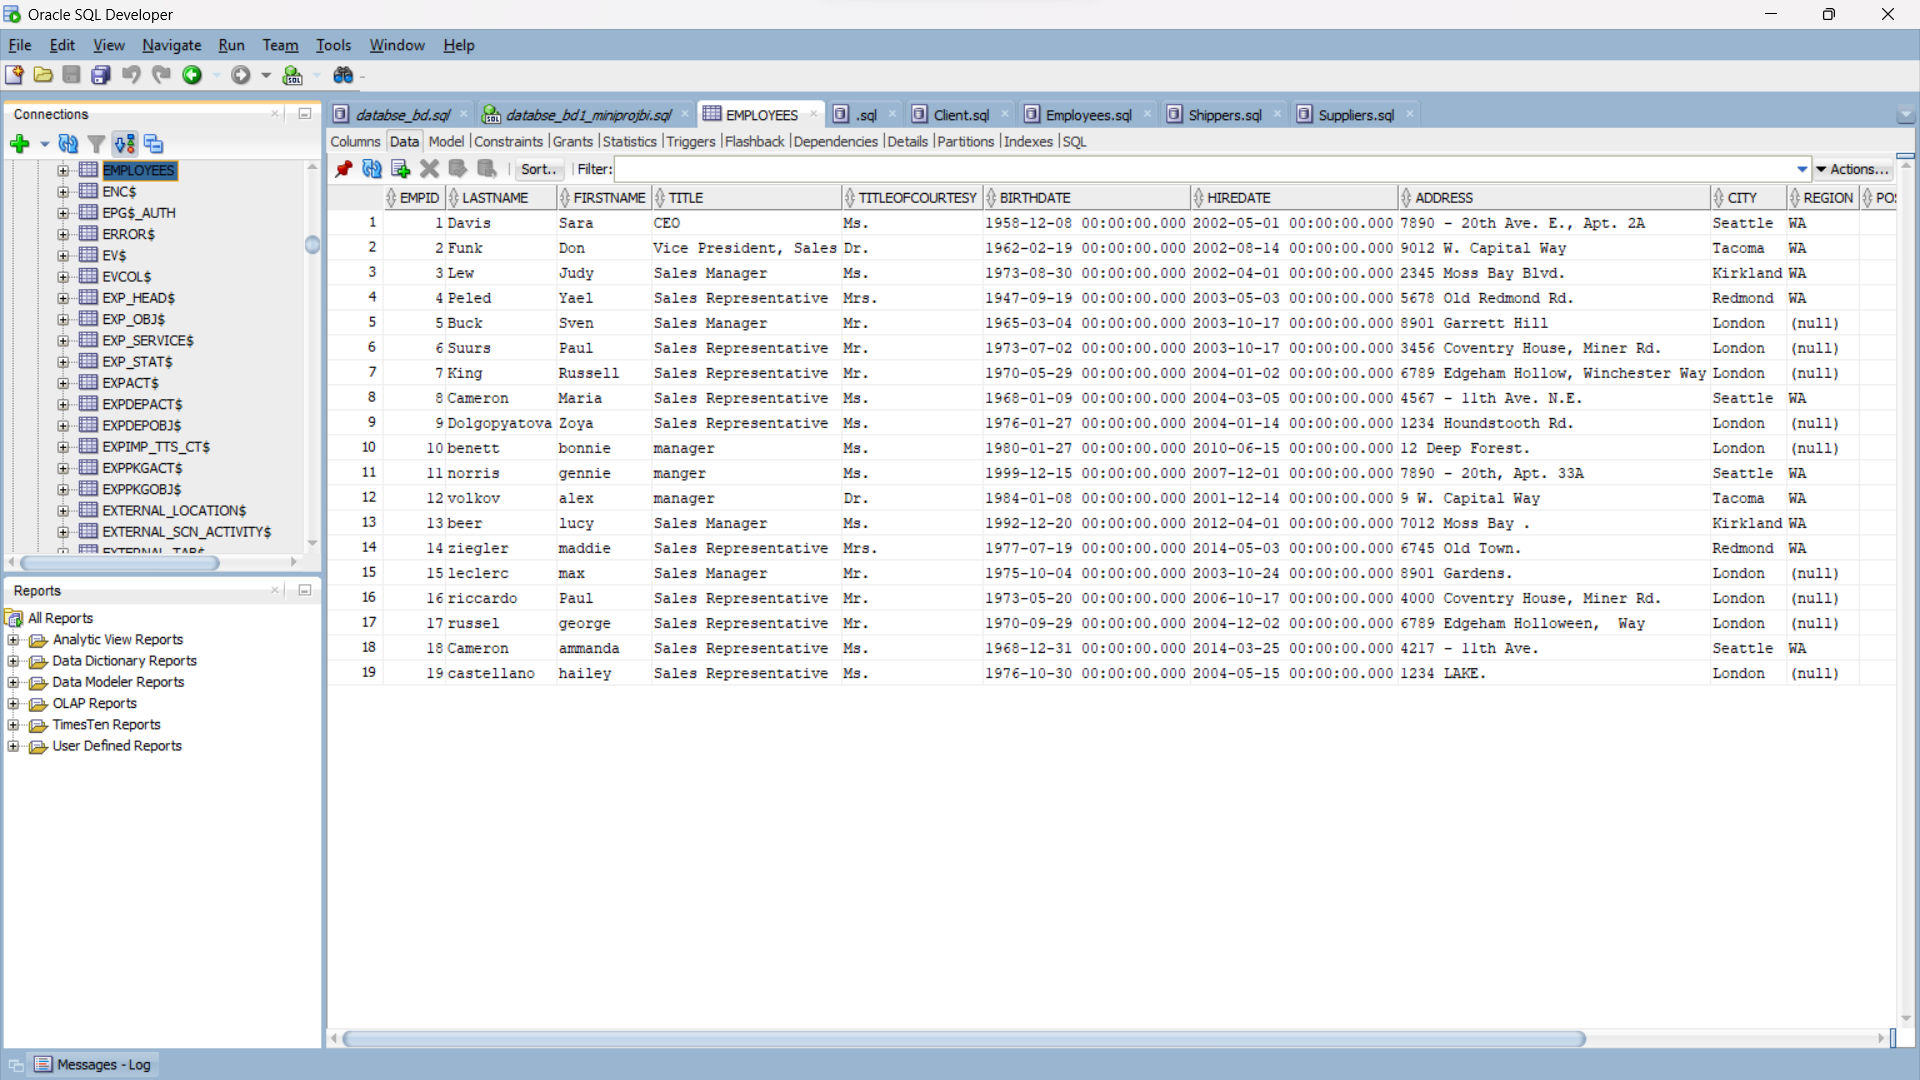 Oracle SQL Developer
File Edit View Navigate Run Team Tools Window Help
Connections
EMPLOYEES
ENC$
EPG$_AUTH
ERROR$
EV$
EVCOL$
EXP_HEAD$
EXP_OBJ$
EXP_SERVICE$
EXP_STAT$
EXPACT$
EXPDEPACT$
EXPDEPOBJ$
EXPIMP_TTS_CT$
EXPPKGACT$
EXPPKGOBJ$
EXTERNAL_LOCATION$
EXTERNAL_SCN_ACTIVITY$
EXTERNAL_TAB$
Reports
All Reports
Analytic View Reports
Data Dictionary Reports
Data Modeler Reports
OLAP Reports
TimesTen Reports
User Defined Reports
databse_bd.sql databse_bd1_miniprojbi.sql EMPLOYEES .sql Client.sql Employees.sql Shippers.sql Suppliers.sql
Columns Data Model Constraints Grants Statistics Triggers Flashback Dependencies Details Partitions Indexes SQL
Sort.. Filter: Actions...
EMPID LASTNAME FIRSTNAME TITLE TITLEOFCOURTESY BIRTHDATE HIREDATE ADDRESS CITY REGION POS
1 1 Davis Sara CEO Ms. 1958-12-08 00:00:00.000 2002-05-01 00:00:00.000 7890 - 20th Ave. E., Apt. 2A Seattle WA
2 2 Funk Don Vice President, Sales Dr. 1962-02-19 00:00:00.000 2002-08-14 00:00:00.000 9012 W. Capital Way Tacoma WA
3 3 Lew Judy Sales Manager Ms. 1973-08-30 00:00:00.000 2002-04-01 00:00:00.000 2345 Moss Bay Blvd. Kirkland WA
4 4 Peled Yael Sales Representative Mrs. 1947-09-19 00:00:00.000 2003-05-03 00:00:00.000 5678 Old Redmond Rd. Redmond WA
5 5 Buck Sven Sales Manager Mr. 1965-03-04 00:00:00.000 2003-10-17 00:00:00.000 8901 Garrett Hill London (null)
6 6 Suurs Paul Sales Representative Mr. 1973-07-02 00:00:00.000 2003-10-17 00:00:00.000 3456 Coventry House, Miner Rd. London (null)
7 7 King Russell Sales Representative Mr. 1970-05-29 00:00:00.000 2004-01-02 00:00:00.000 6789 Edgeham Hollow, Winchester Way London (null)
8 8 Cameron Maria Sales Representative Ms. 1968-01-09 00:00:00.000 2004-03-05 00:00:00.000 4567 - 11th Ave. N.E. Seattle WA
9 9 Dolgopyatova Zoya Sales Representative Ms. 1976-01-27 00:00:00.000 2004-01-14 00:00:00.000 1234 Houndstooth Rd. London (null)
10 10 benett bonnie manager Ms. 1980-01-27 00:00:00.000 2010-06-15 00:00:00.000 12 Deep Forest. London (null)
11 11 norris gennie manger Ms. 1999-12-15 00:00:00.000 2007-12-01 00:00:00.000 7890 - 20th, Apt. 33A Seattle WA
12 12 volkov alex manager Dr. 1984-01-08 00:00:00.000 2001-12-14 00:00:00.000 9 W. Capital Way Tacoma WA
13 13 beer lucy Sales Manager Ms. 1992-12-20 00:00:00.000 2012-04-01 00:00:00.000 7012 Moss Bay . Kirkland WA
14 14 ziegler maddie Sales Representative Mrs. 1977-07-19 00:00:00.000 2014-05-03 00:00:00.000 6745 Old Town. Redmond WA
15 15 leclerc max Sales Manager Mr. 1975-10-04 00:00:00.000 2003-10-24 00:00:00.000 8901 Gardens. London (null)
16 16 riccardo Paul Sales Representative Mr. 1973-05-20 00:00:00.000 2006-10-17 00:00:00.000 4000 Coventry House, Miner Rd. London (null)
17 17 russel george Sales Representative Mr. 1970-09-29 00:00:00.000 2004-12-02 00:00:00.000 6789 Edgeham Holloween, Way London (null)
18 18 Cameron ammanda Sales Representative Ms. 1968-12-31 00:00:00.000 2014-03-25 00:00:00.000 4217 - 11th Ave. Seattle WA
19 19 castellano hailey Sales Representative Ms. 1976-10-30 00:00:00.000 2004-05-15 00:00:00.000 1234 LAKE. London (null)
Messages - Log